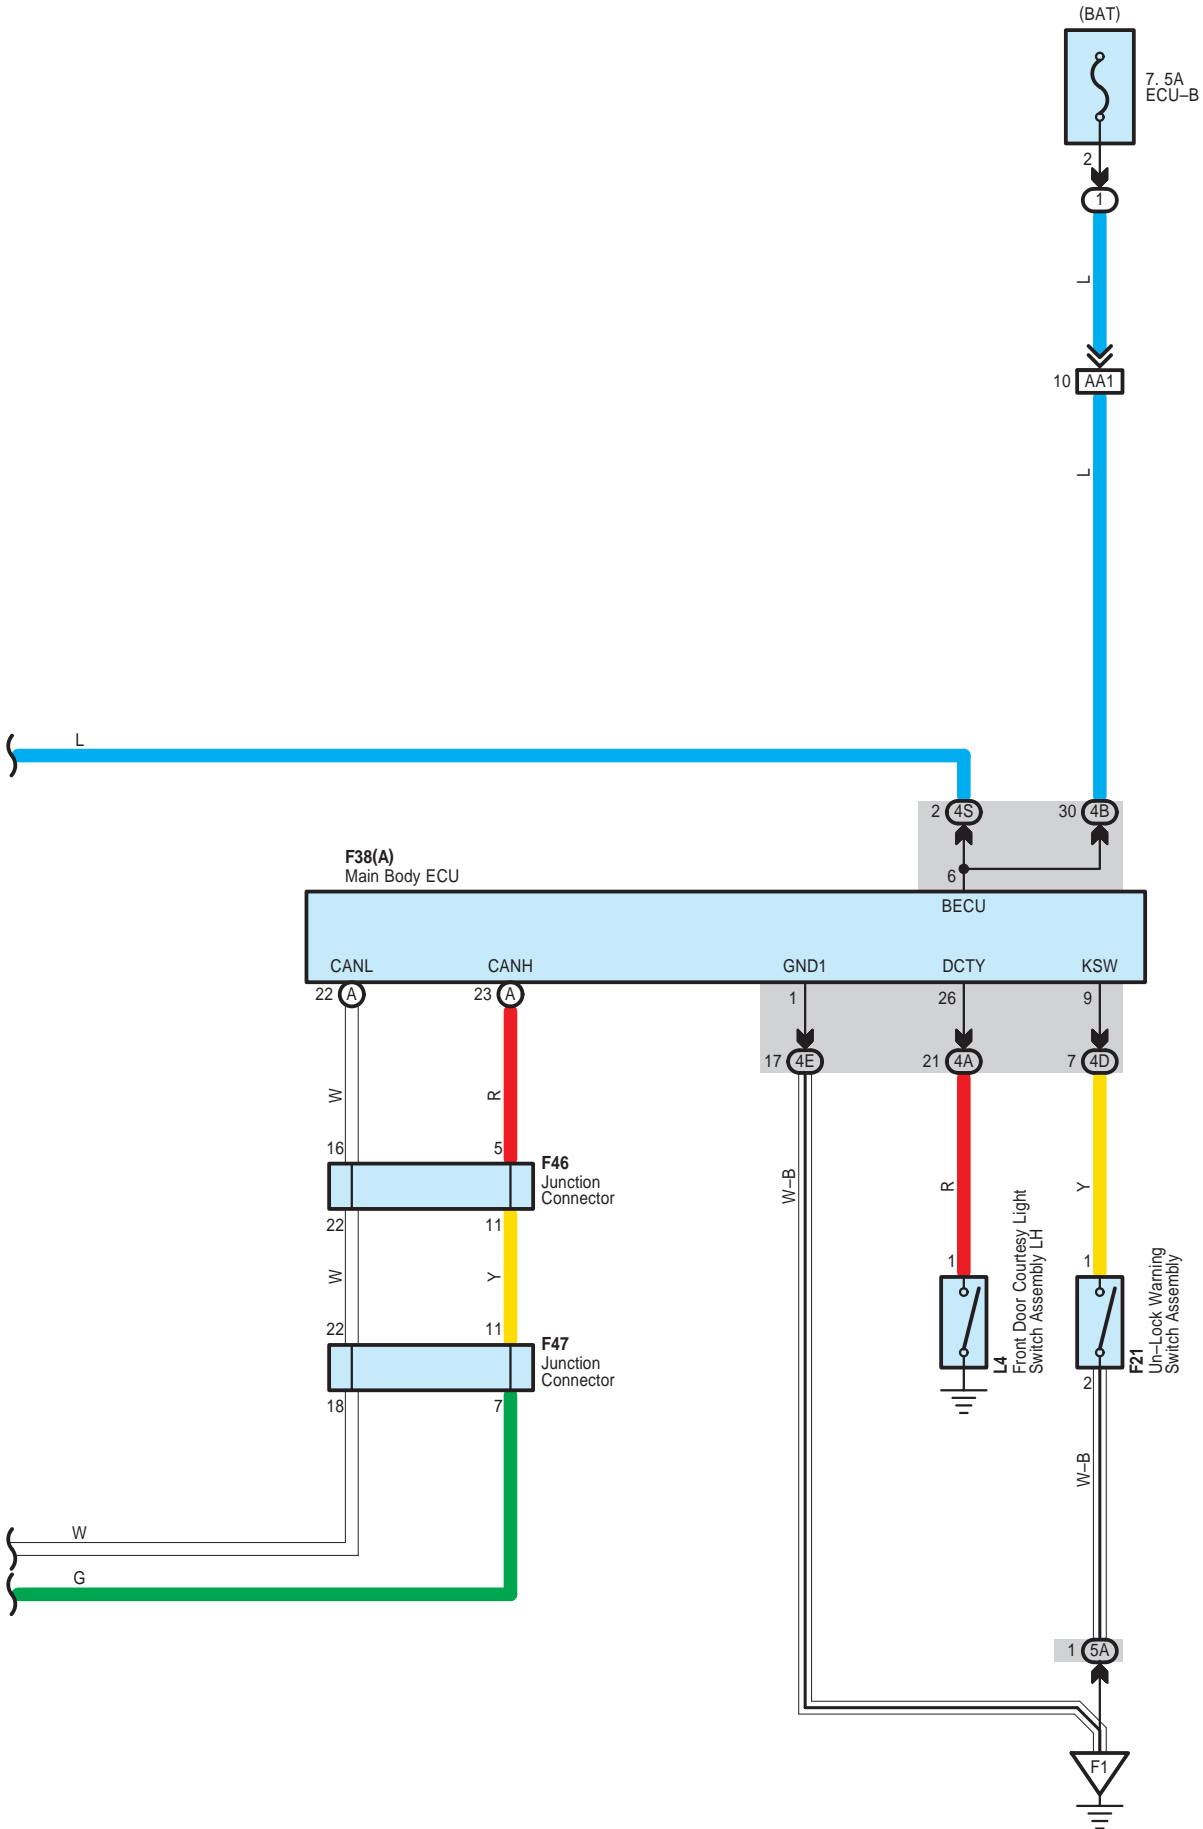 (BAT)
7. 5A
ECU–B
2
1
L
10 AA1
L
L
2 4S
30 4B
F38(A)
Main Body ECU
6
BECU
CANL
CANH
GND1
DCTY
KSW
22 A
23 A
1
26
9
17 4E
21 4A
7 4D
W
R
16
5
F46
Junction
Connector
W–B
R
Y
22
11
W
Y
1
1
22
11
F47
Junction
Connector
L4
Front Door Courtesy Light
Switch Assembly LH
F21
Un–Lock Warning
Switch Assembly
18
7
2
W–B
W
G
1 5A
F1